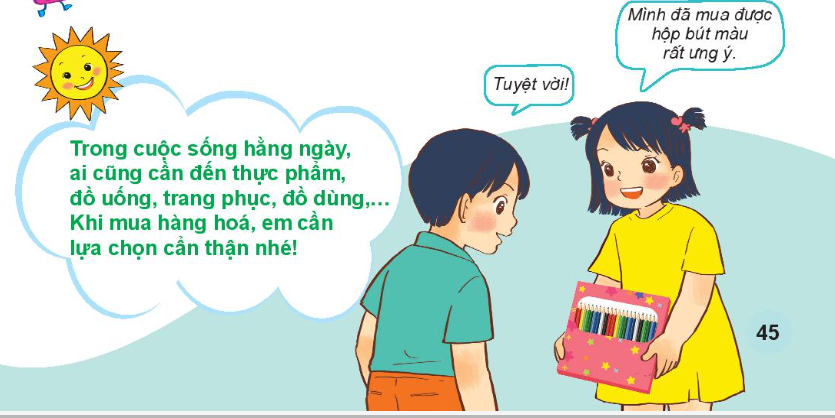 Mình đã mua được
hộp bút màu
rất ưng ý.
Tuyệt vời!
Trong cuộc sống hằng ngày,
ai cũng cần đến thực phẩm,
đồ uống, trang phục, đồ dùng,...
Khi mua hàng hoá, em cần
lựa chọn cẩn thận nhé!
45